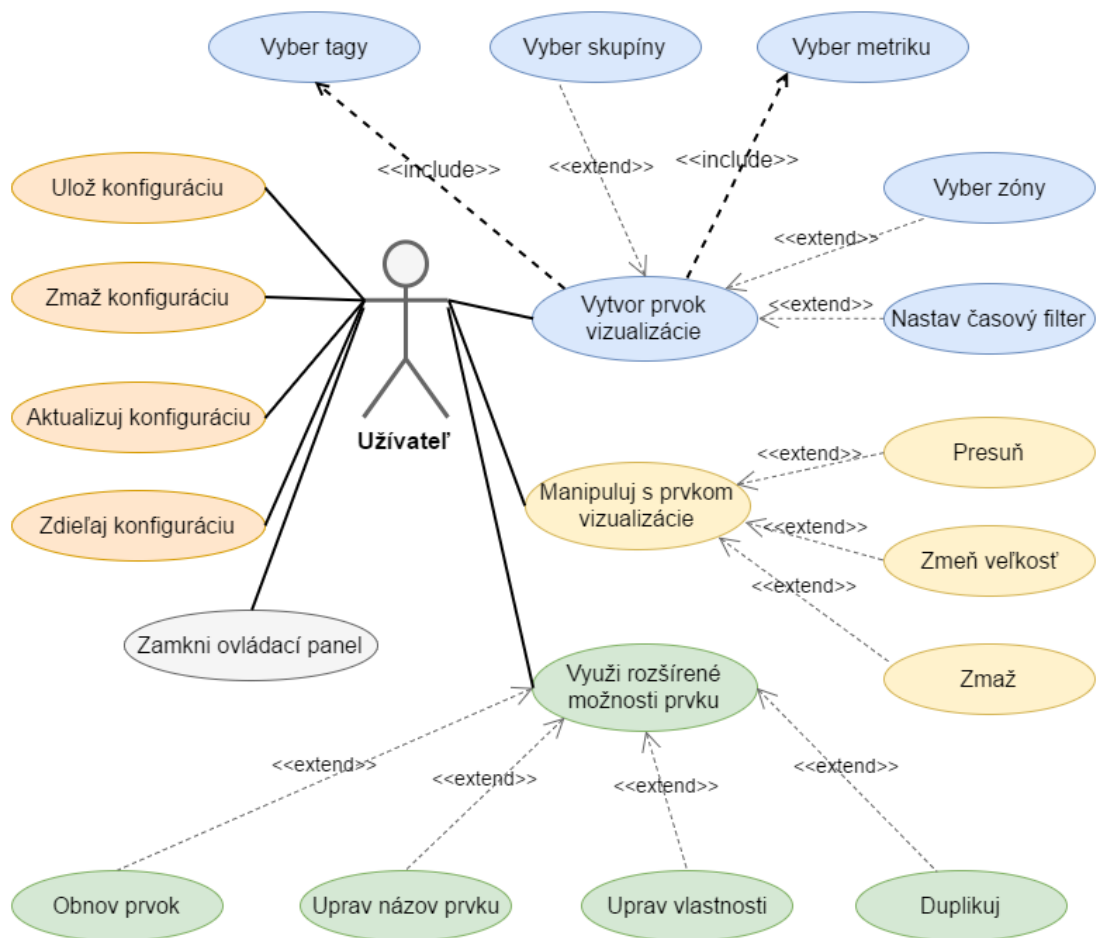 Vyber tagy
Vyber skupíny
Vyber metriku
<<include>>
<<extend>>
<<include>>
Ulož konfiguráciu
Vyber zóny
<<extend>>
Zmaž konfiguráciu
Vytvor prvok
vizualizácie
<<extend>>
Nastav časový filter
Aktualizuj konfiguráciu
Užívateľ
<<extend>>
Presuň
Manipuluj s prvkom
vizualizácie
Zdieľaj konfiguráciu
<<extend>>
Zmeň veľkosť
<<extend>>
Zamkni ovládací panel
Využi rozšírené
možnosti prvku
Zmaž
<<extend>>
<<extend>>
<<extend>>
<<extend>>
Obnov prvok
Uprav názov prvku
Uprav vlastnosti
Duplikuj